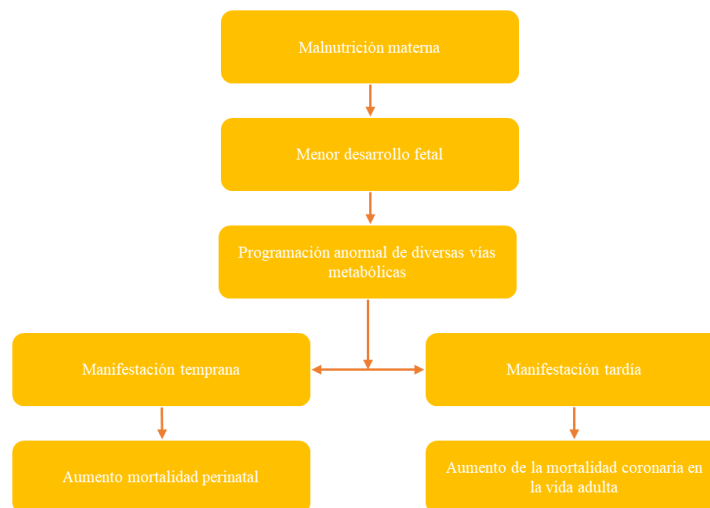 Malnutrición materna
Menor desarrollo fetal
Programación anormal de diversas vías
metabólicas
Manifestación temprana
Manifestación tardía
Aumento mortalidad perinatal
Aumento de la mortalidad coronaria en
la vida adulta